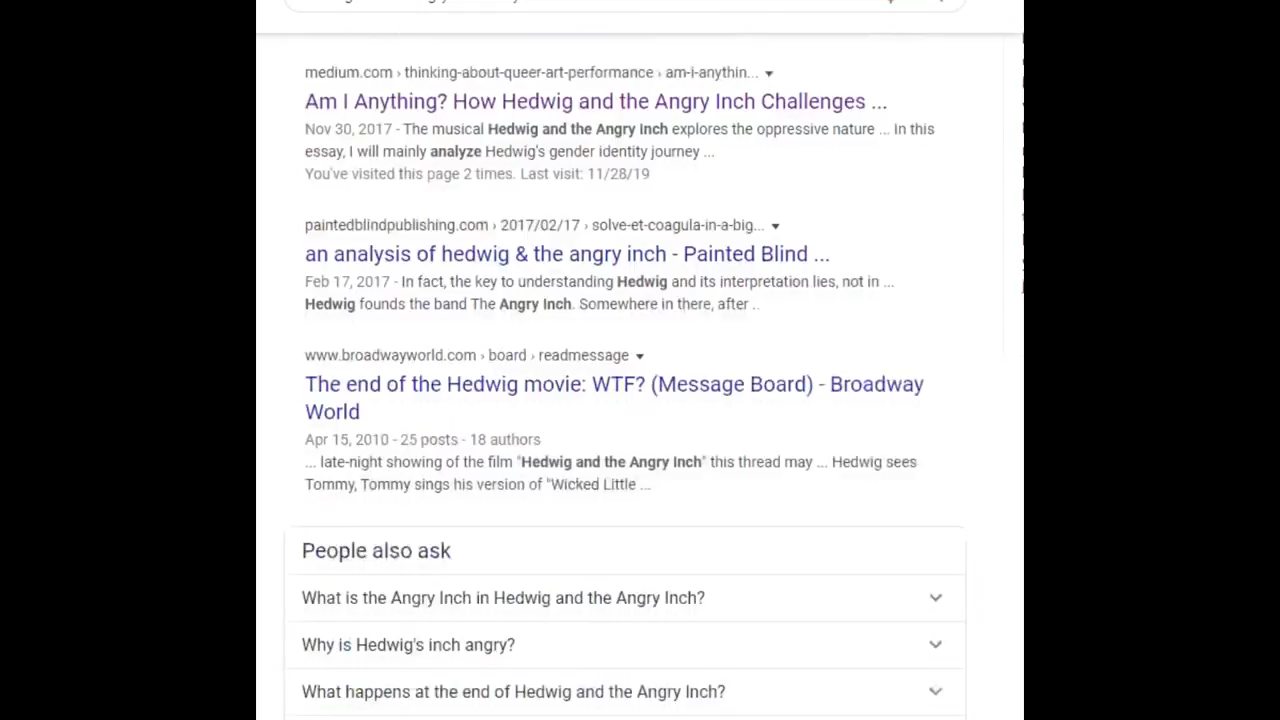 medium.com › thinking-about-queer-art-performance › am-i-anythin...
Am I Anything? How Hedwig and the Angry Inch Challenges ...
Nov 30, 2017 - The musical Hedwig and the Angry Inch explores the oppressive nature ... In this
essay, I will mainly analyze Hedwig's gender identity journey ...
You've visited this page 2 times. Last visit: 11/28/19
paintedblindpublishing.com › 2017/02/17 › solve-et-coagula-in-a-big...
an analysis of hedwig & the angry inch - Painted Blind ...
Feb 17, 2017 - In fact, the key to understanding Hedwig and its interpretation lies, not in ...
Hedwig founds the band The Angry Inch. Somewhere in there, after ..
www.broadwayworld.com › board › readmessage
The end of the Hedwig movie: WTF? (Message Board) - Broadway
World
Apr 15, 2010 - 25 posts - 18 authors
... late-night showing of the film "Hedwig and the Angry Inch" this thread may ... Hedwig sees
Tommy, Tommy sings his version of "Wicked Little ...
People also ask
What is the Angry Inch in Hedwig and the Angry Inch?
Why is Hedwig's inch angry?
What happens at the end of Hedwig and the Angry Inch?